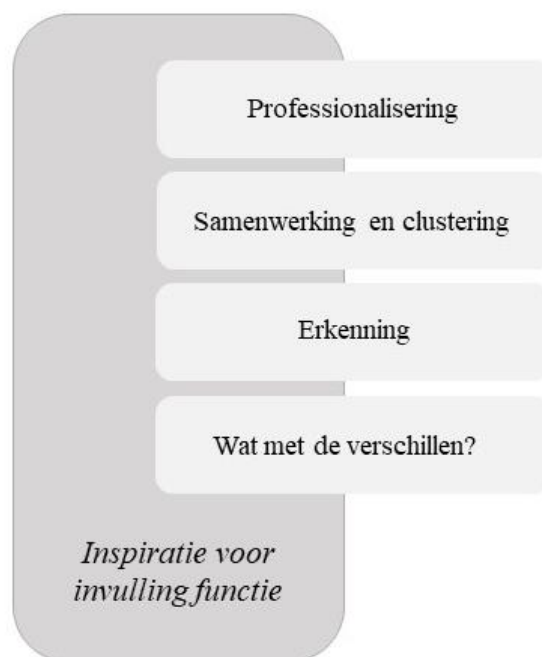 Professionalisering
Samenwerking en clustering
Erkenning
Wat met de verschillen?
Inspiratie voor
invulling functie